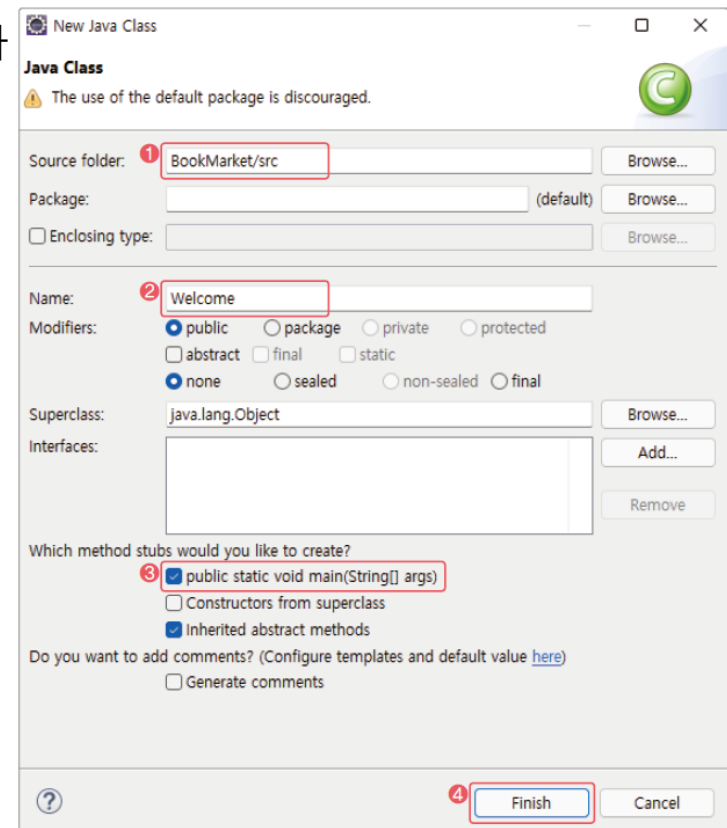 New Java Class
Java Class
The use of the default package is discouraged.
Source folder: ❶ BookMarket/src Browse...
Package: (default) Browse...
Enclosing type: Browse...
Name: ❷ Welcome
Modifiers: public package private protected
abstract final static
none sealed non-sealed final
Superclass: java.lang.Object Browse...
Interfaces: Add...
Remove
Which method stubs would you like to create?
❸ public static void main(String[] args)
Constructors from superclass
Inherited abstract methods
Do you want to add comments? (Configure templates and default value here)
Generate comments
? ❹ Finish Cancel